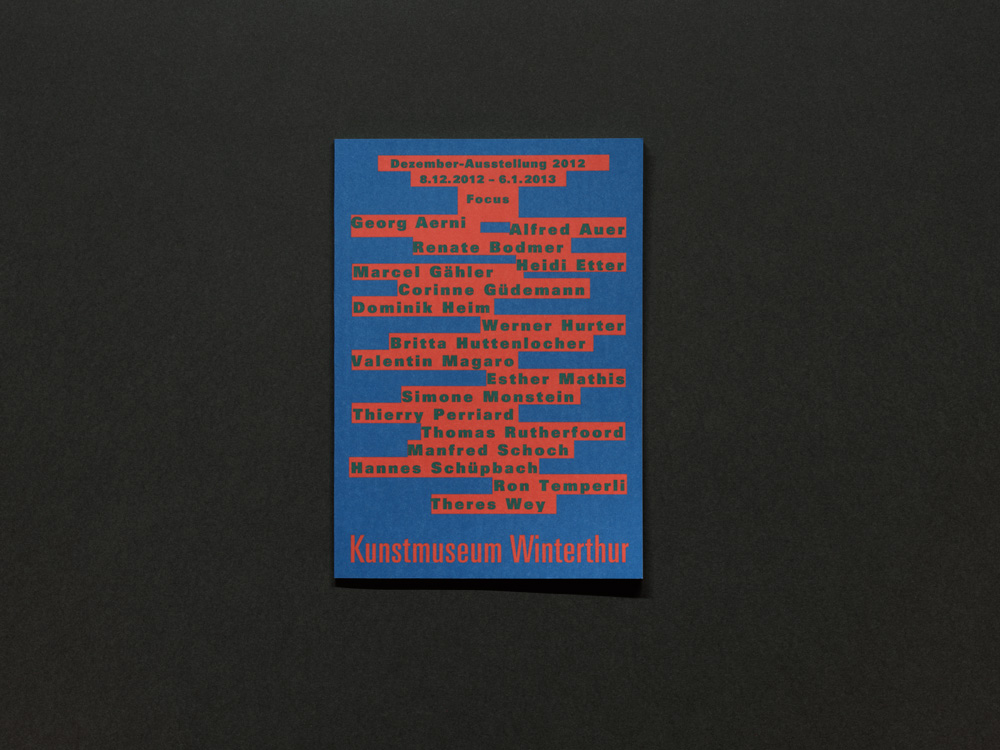 Dezember-Ausstellung 2012
8.12.2012 – 6.1.2013
Focus
Georg Aerni
Alfred Auer
Renate Bodmer
Heidi Etter
Marcel Gähler
Corinne Güdemann
Dominik Heim
Werner Hurter
Britta Huttenlocher
Valentin Magaro
Esther Mathis
Simone Monstein
Thierry Perriard
Thomas Rutherfoord
Manfred Schoch
Hannes Schüpbach
Ron Temperli
Theres Wey
Kunstmuseum Winterthur